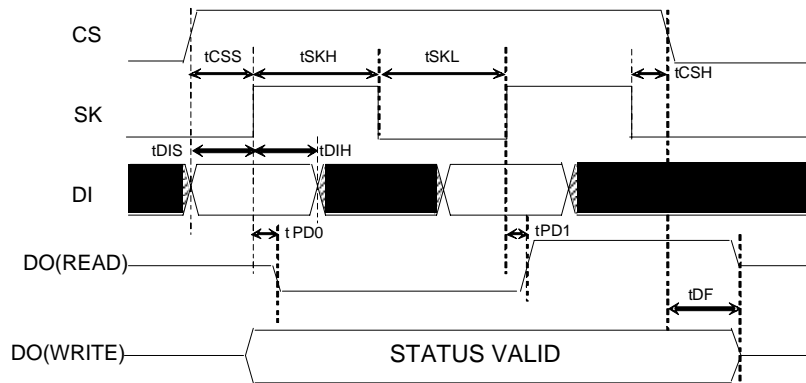 CS
tCSS tSKH tSKL tCSH
SK
tDIS tDIH
DI
t PD0 tPD1
DO(READ)
tDF
DO(WRITE) STATUS VALID